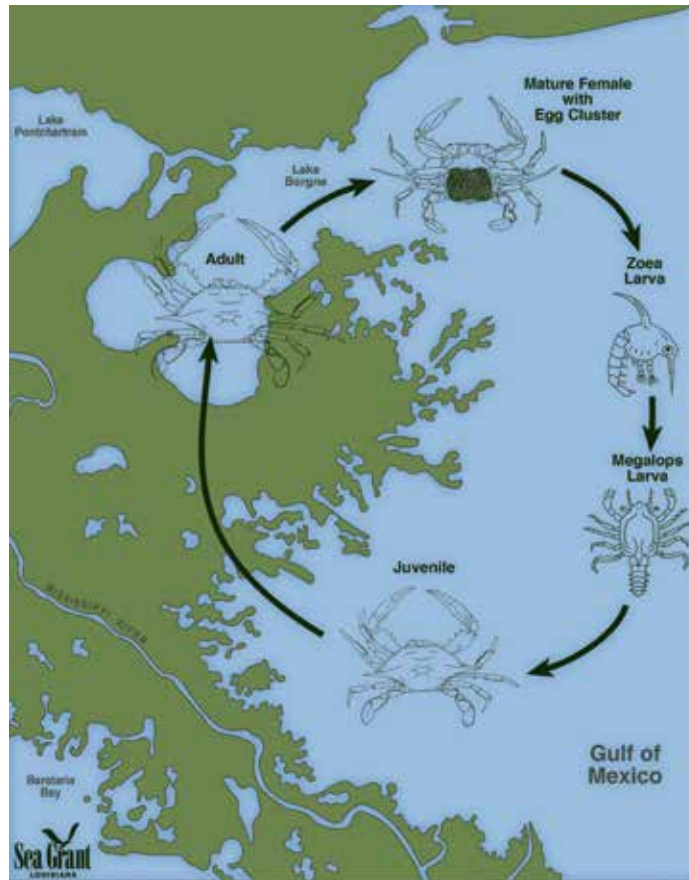 Mature Female
with
Egg Cluster
Lake
Pontchartrain
Lake
Borgne
Adult
Zoea
Larva
Megalops
Larva
Juvenile
MISSISSIPPI RIVER
Gulf of
Mexico
Barataria
Bay
Sea Grant
LOUISIANA